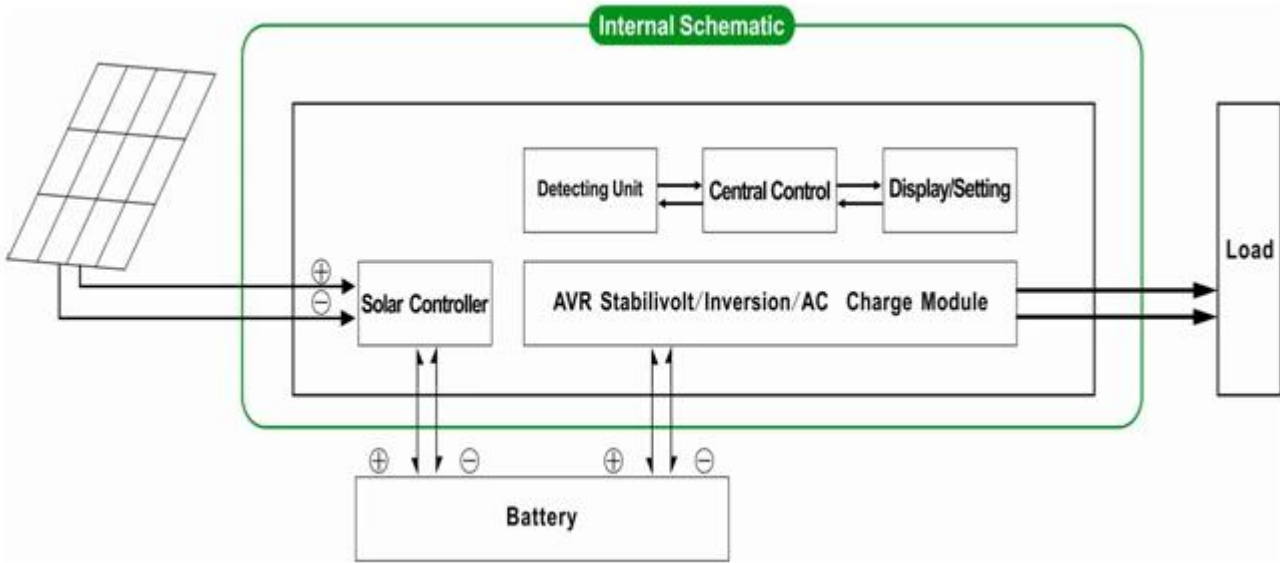 Internal Schematic
Detecting Unit
Central Control
Display/Setting
Load
⊕
⊖
Solar Controller
AVR Stabilivolt/Inversion/AC Charge Module
⊕ ⊖ ⊕ ⊖
Battery